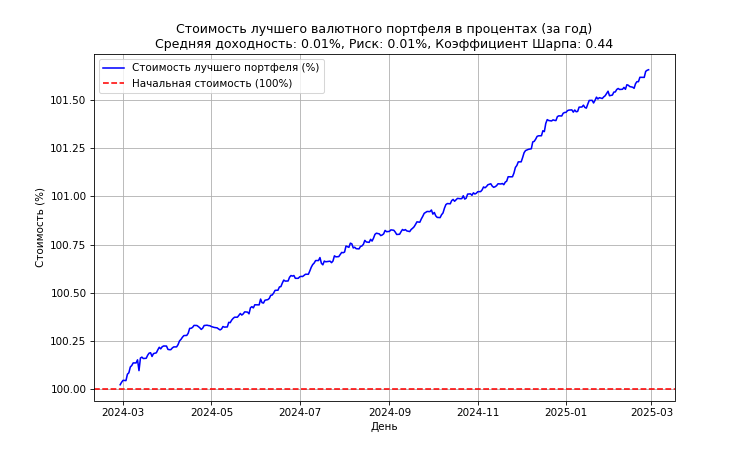 Стоимость лучшего валютного портфеля в процентах (за год)
Средняя доходность: 0.01%, Риск: 0.01%, Коэффициент Шарпа: 0.44
Стоимость лучшего портфеля (%)
Начальная стоимость (100%)
Стоимость (%)
101.50
101.25
101.00
100.75
100.50
100.25
100.00
2024-03
2024-05
2024-07
2024-09
2024-11
2025-01
2025-03
День